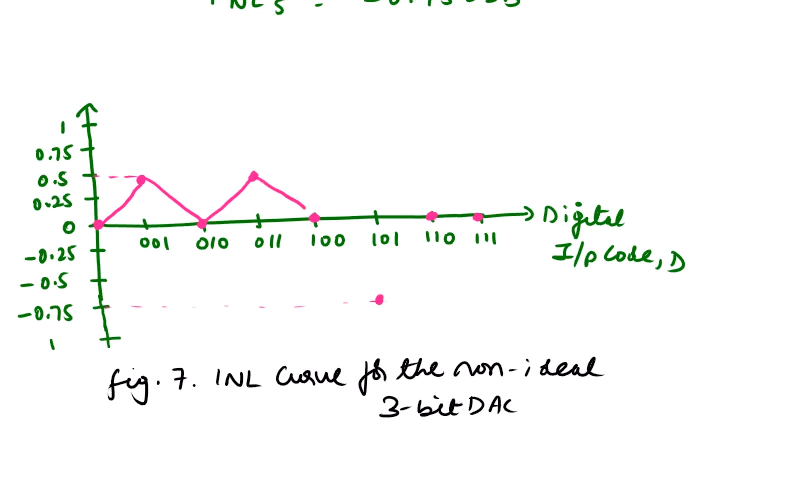 1
0.75
0.5
0.25
0
-0.25
-0.5
-0.75
1
001 010 011 100 101 110 111
Digital
I/p Code, D
fig. 7. INL Curve for the non-ideal
3-bit DAC